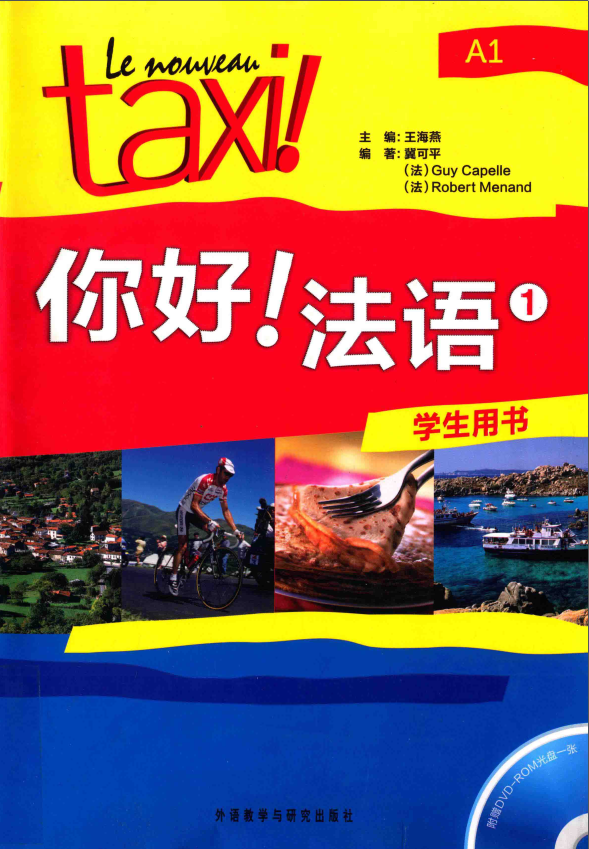 Le nouveau
taxi!
A1
主 编: 王海燕
编 著: 冀可平
(法) Guy Capelle
(法) Robert Menand
你好! 法语 1
学生用书
附赠DVD-ROM光盘一张
外语教学与研究出版社